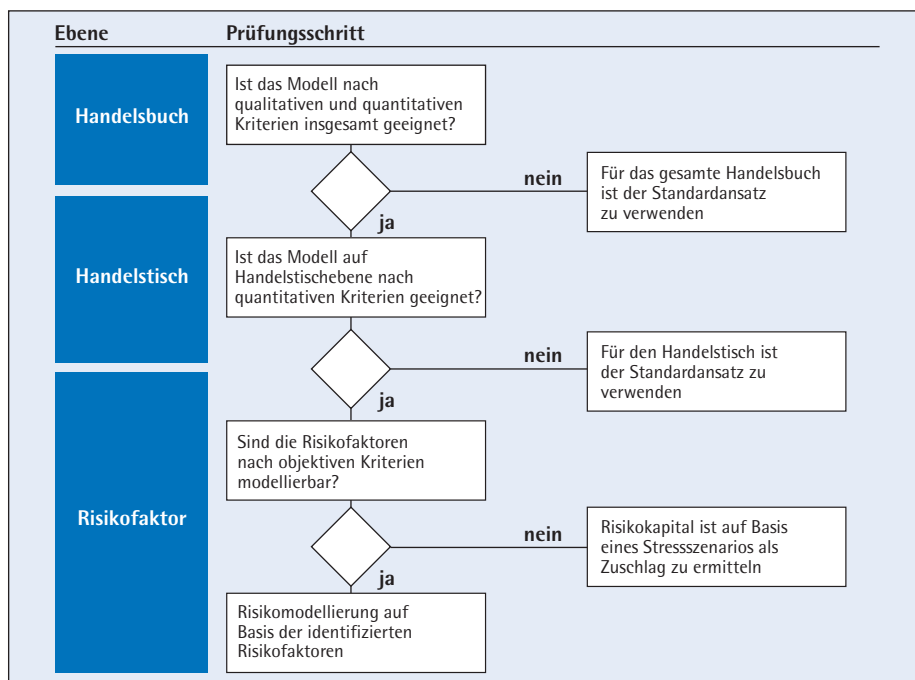 Ebene
Prüfungsschritt
Handelsbuch
Ist das Modell nach
qualitativen und quantitativen
Kriterien insgesamt geeignet?
nein
Für das gesamte Handelsbuch
ist der Standardansatz
zu verwenden
ja
Handelstisch
Ist das Modell auf
Handelstischebene nach
quantitativen Kriterien geeignet?
nein
Für den Handelstisch ist
der Standardansatz zu
verwenden
ja
Risikofaktor
Sind die Risikofaktoren
nach objektiven Kriterien
modellierbar?
nein
Risikokapital ist auf Basis
eines Stressszenarios als
Zuschlag zu ermitteln
ja
Risikomodellierung auf
Basis der identifizierten
Risikofaktoren